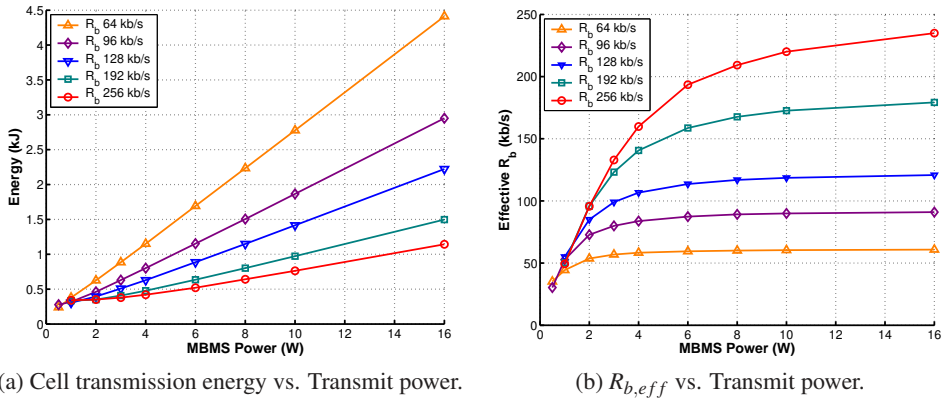 4.5
4
3.5
3
2.5
2
1.5
1
0.5
0
Energy (kJ)
R_b 64 kb/s
R_b 96 kb/s
R_b 128 kb/s
R_b 192 kb/s
R_b 256 kb/s
0 2 4 6 8 10 12 14 16
MBMS Power (W)
(a) Cell transmission energy vs. Transmit power.
250
200
150
100
50
0
Effective R_b (kb/s)
R_b 64 kb/s
R_b 96 kb/s
R_b 128 kb/s
R_b 192 kb/s
R_b 256 kb/s
0 2 4 6 8 10 12 14 16
MBMS Power (W)
(b) R_{b,eff} vs. Transmit power.